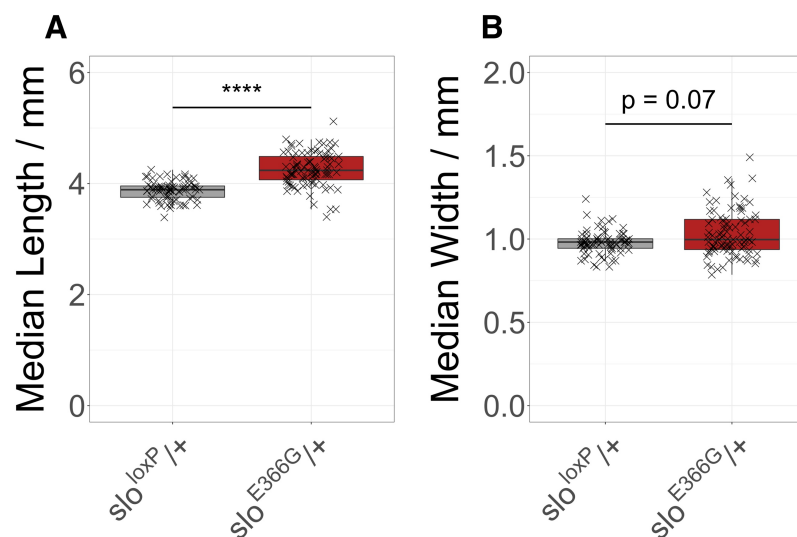 A
Median Length / mm
6
4
2
0
****
slo^loxP/+
slo^E366G/+
B
Median Width / mm
2.0
1.5
1.0
0.5
0.0
p = 0.07
slo^loxP/+
slo^E366G/+